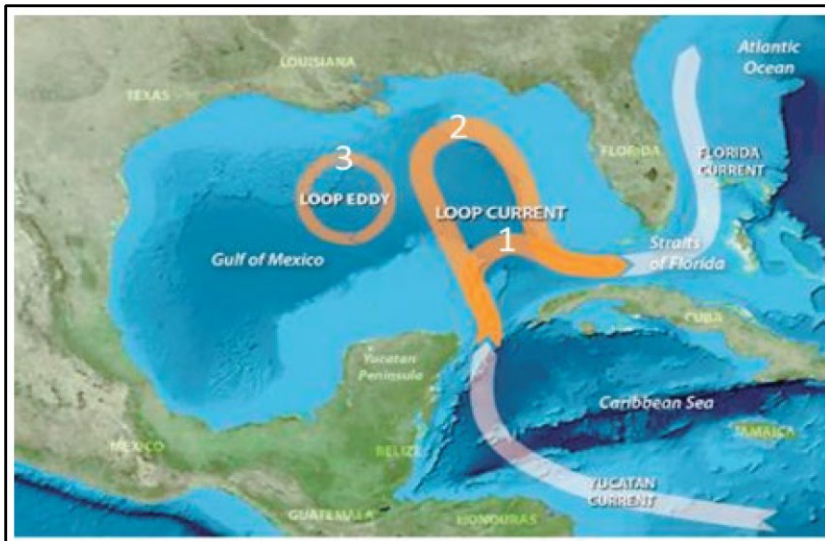 Atlantic
Ocean
LOUISIANA
TEXAS
2
3
FLORIDA
FLORIDA
CURRENT
LOOP EDDY
LOOP CURRENT
1
Straits
of Florida
Gulf of Mexico
CUBA
Yucatan
Peninsula
Caribbean Sea
JAMAICA
MEXICO
BELIZE
YUCATAN
CURRENT
GUATEMALA
HONDURAS